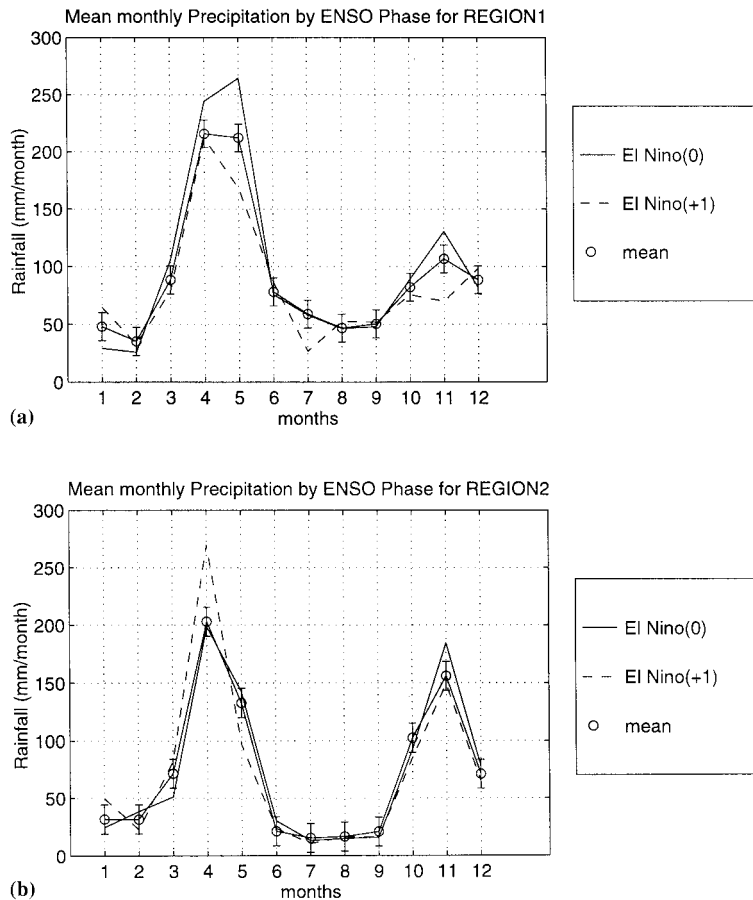 Mean monthly Precipitation by ENSO Phase for REGION1
300
250
200
150
100
50
0
Rainfall (mm/month)
1 2 3 4 5 6 7 8 9 10 11 12
months
El Nino(0)
El Nino(+1)
mean
(a)
Mean monthly Precipitation by ENSO Phase for REGION2
300
250
200
150
100
50
0
Rainfall (mm/month)
1 2 3 4 5 6 7 8 9 10 11 12
months
El Nino(0)
El Nino(+1)
mean
(b)